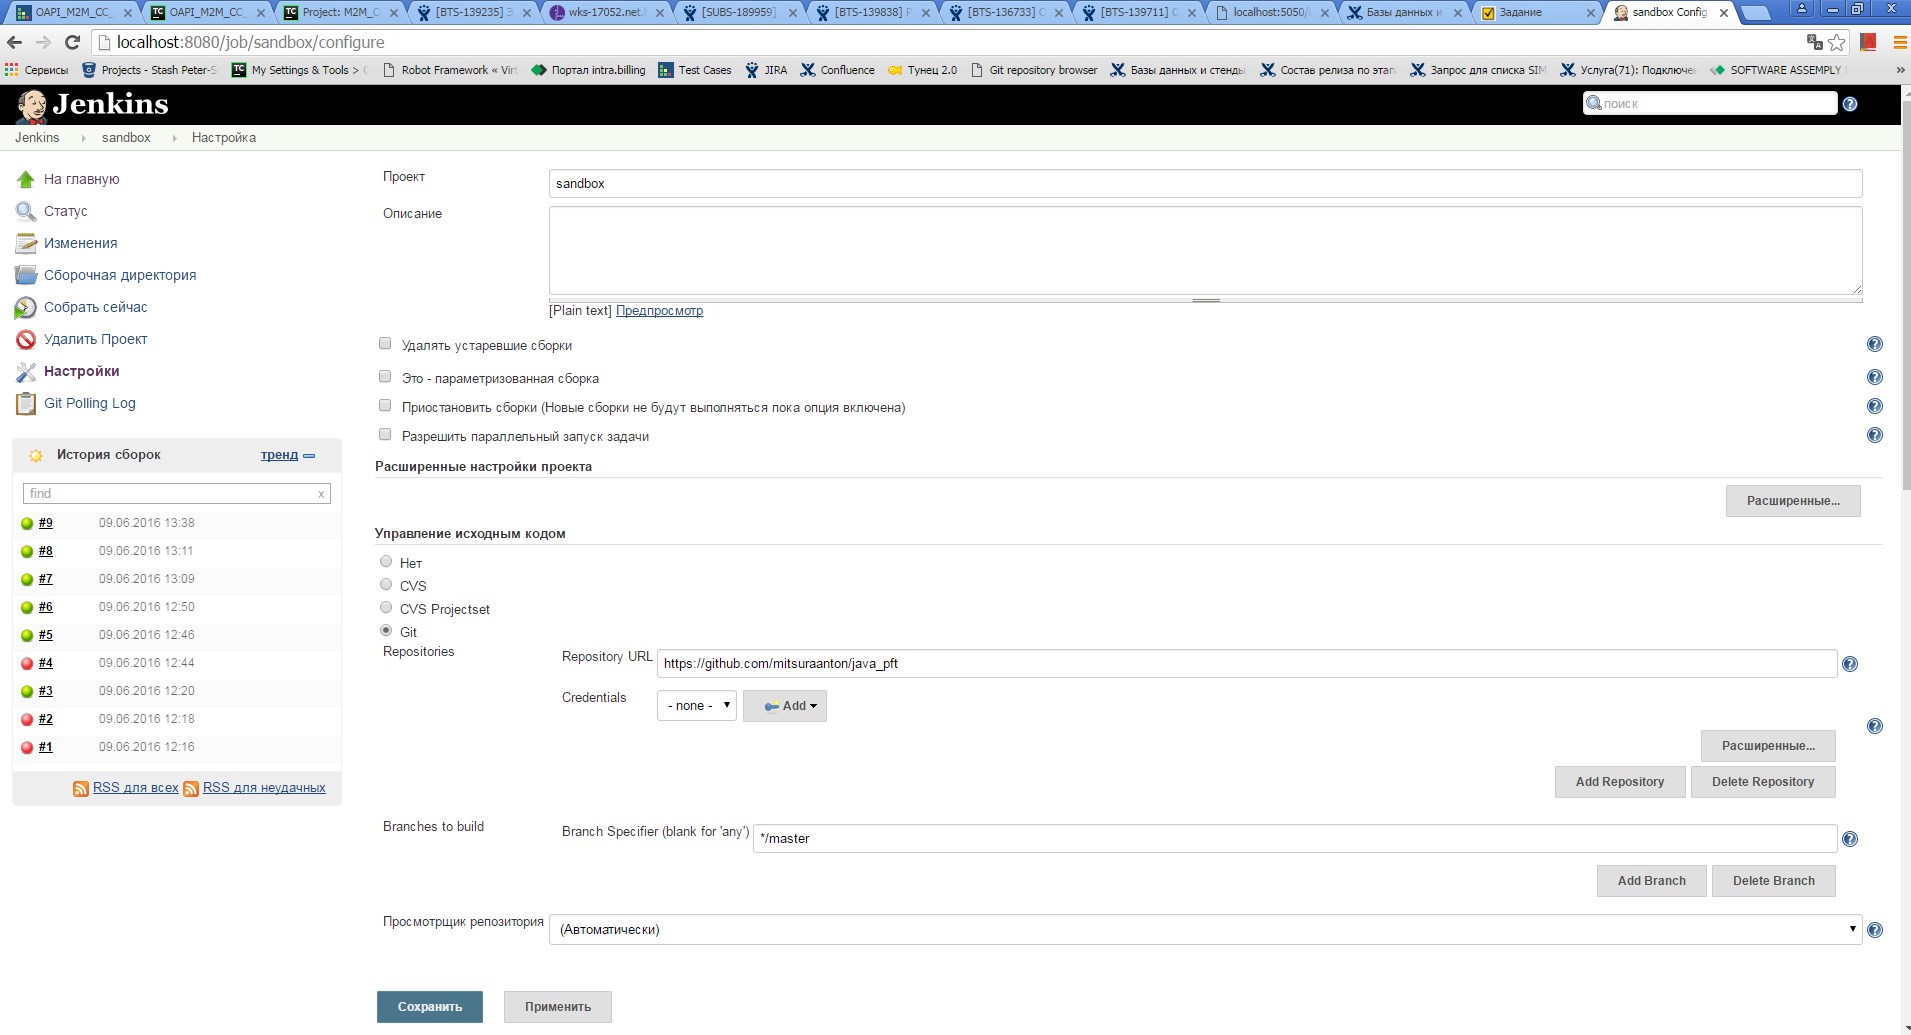 OAPI_M2M_CC_
OAPI_M2M_CC_
Project: M2M_C
[BTS-139235] Э
wks-17052.net.
[SUBS-189959]
[BTS-139838] P
[BTS-136733] О
[BTS-139711] О
localhost:5050/
Базы данных и
Задание
sandbox Config
localhost:8080/job/sandbox/configure
Сервисы
Projects - Stash Peter-S
My Settings & Tools >
Robot Framework « Virt
Портал intra.billing
Test Cases
JIRA
Confluence
Тунец 2.0
Git repository browser
Базы данных и стенды
Состав релиза по этап
Запрос для списка SIM
Услуга(71): Подключен
SOFTWARE ASSEMPLY
»
Jenkins
поиск
Jenkins sandbox Настройка
На главную
Статус
Изменения
Сборочная директория
Собрать сейчас
Удалить Проект
Настройки
Git Polling Log
История сборок тренд
find x
#9 09.06.2016 13:38
#8 09.06.2016 13:11
#7 09.06.2016 13:09
#6 09.06.2016 12:50
#5 09.06.2016 12:46
#4 09.06.2016 12:44
#3 09.06.2016 12:20
#2 09.06.2016 12:18
#1 09.06.2016 12:16
RSS для всех RSS для неудачных
Проект sandbox
Описание
[Plain text] Предпросмотр
Удалять устаревшие сборки
Это - параметризованная сборка
Приостановить сборки (Новые сборки не будут выполняться пока опция включена)
Разрешить параллельный запуск задачи
Расширенные настройки проекта
Расширенные...
Управление исходным кодом
Нет
CVS
CVS Projectset
Git
Repositories
Repository URL https://github.com/mitsuraanton/java_pft
Credentials - none - Add
Расширенные...
Add Repository Delete Repository
Branches to build Branch Specifier (blank for 'any') */master
Add Branch Delete Branch
Просмотрщик репозитория (Автоматически)
Сохранить Применить